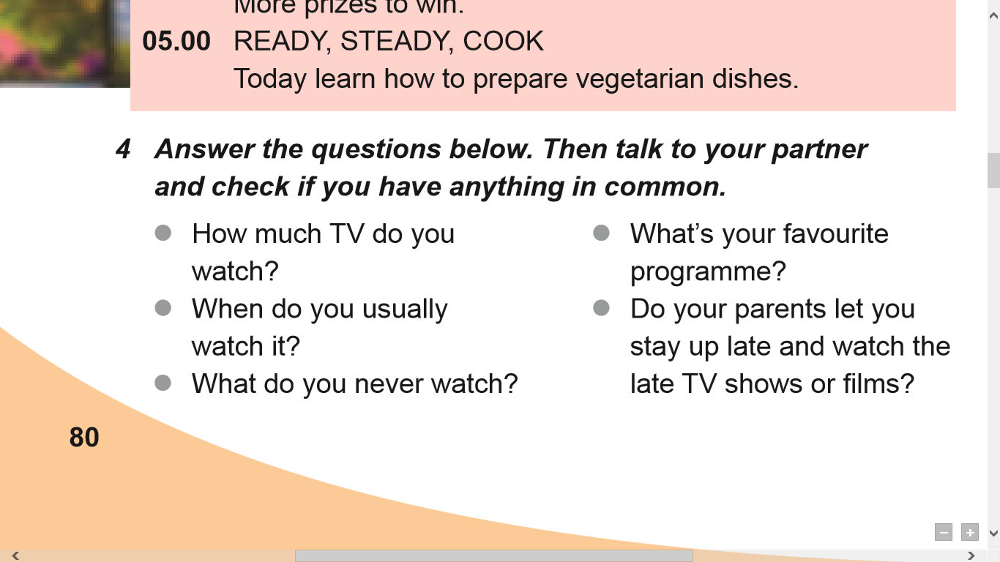 More prizes to win.
05.00 READY, STEADY, COOK
Today learn how to prepare vegetarian dishes.
4 Answer the questions below. Then talk to your partner
and check if you have anything in common.
How much TV do you
watch?
When do you usually
watch it?
What do you never watch?
What’s your favourite
programme?
Do your parents let you
stay up late and watch the
late TV shows or films?
80